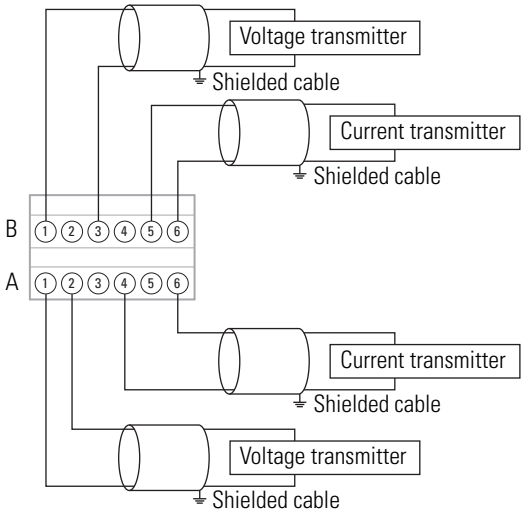 Voltage transmitter
Shielded cable
Current transmitter
Shielded cable
B 1 2 3 4 5 6
A 1 2 3 4 5 6
Current transmitter
Shielded cable
Voltage transmitter
Shielded cable